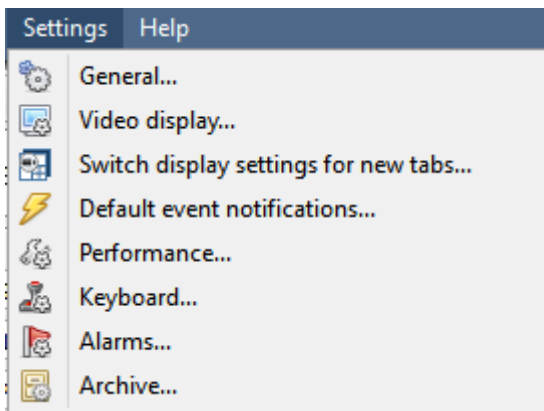 Settings Help
General...
Video display...
Switch display settings for new tabs...
Default event notifications...
Performance...
Keyboard...
Alarms...
Archive...